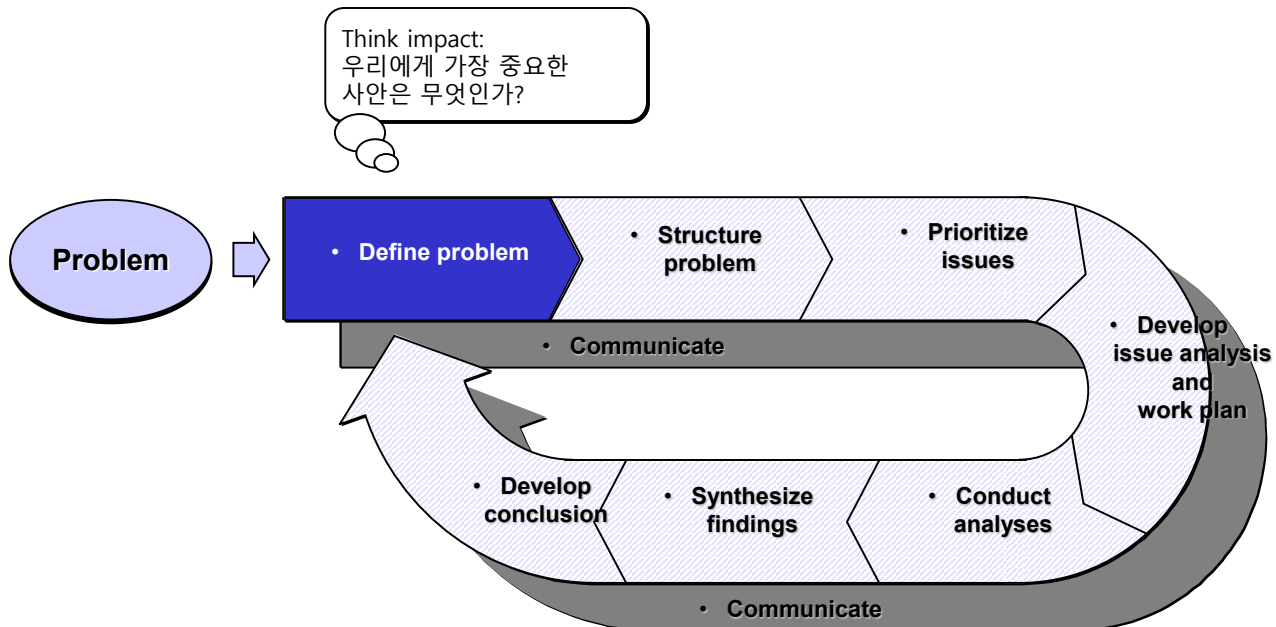 Think impact:
우리에게 가장 중요한
사안은 무엇인가?
Problem
• Define problem
• Structure
problem
• Prioritize
issues
• Develop
issue analysis
and
work plan
• Communicate
• Conduct
analyses
• Synthesize
findings
• Develop
conclusion
• Communicate